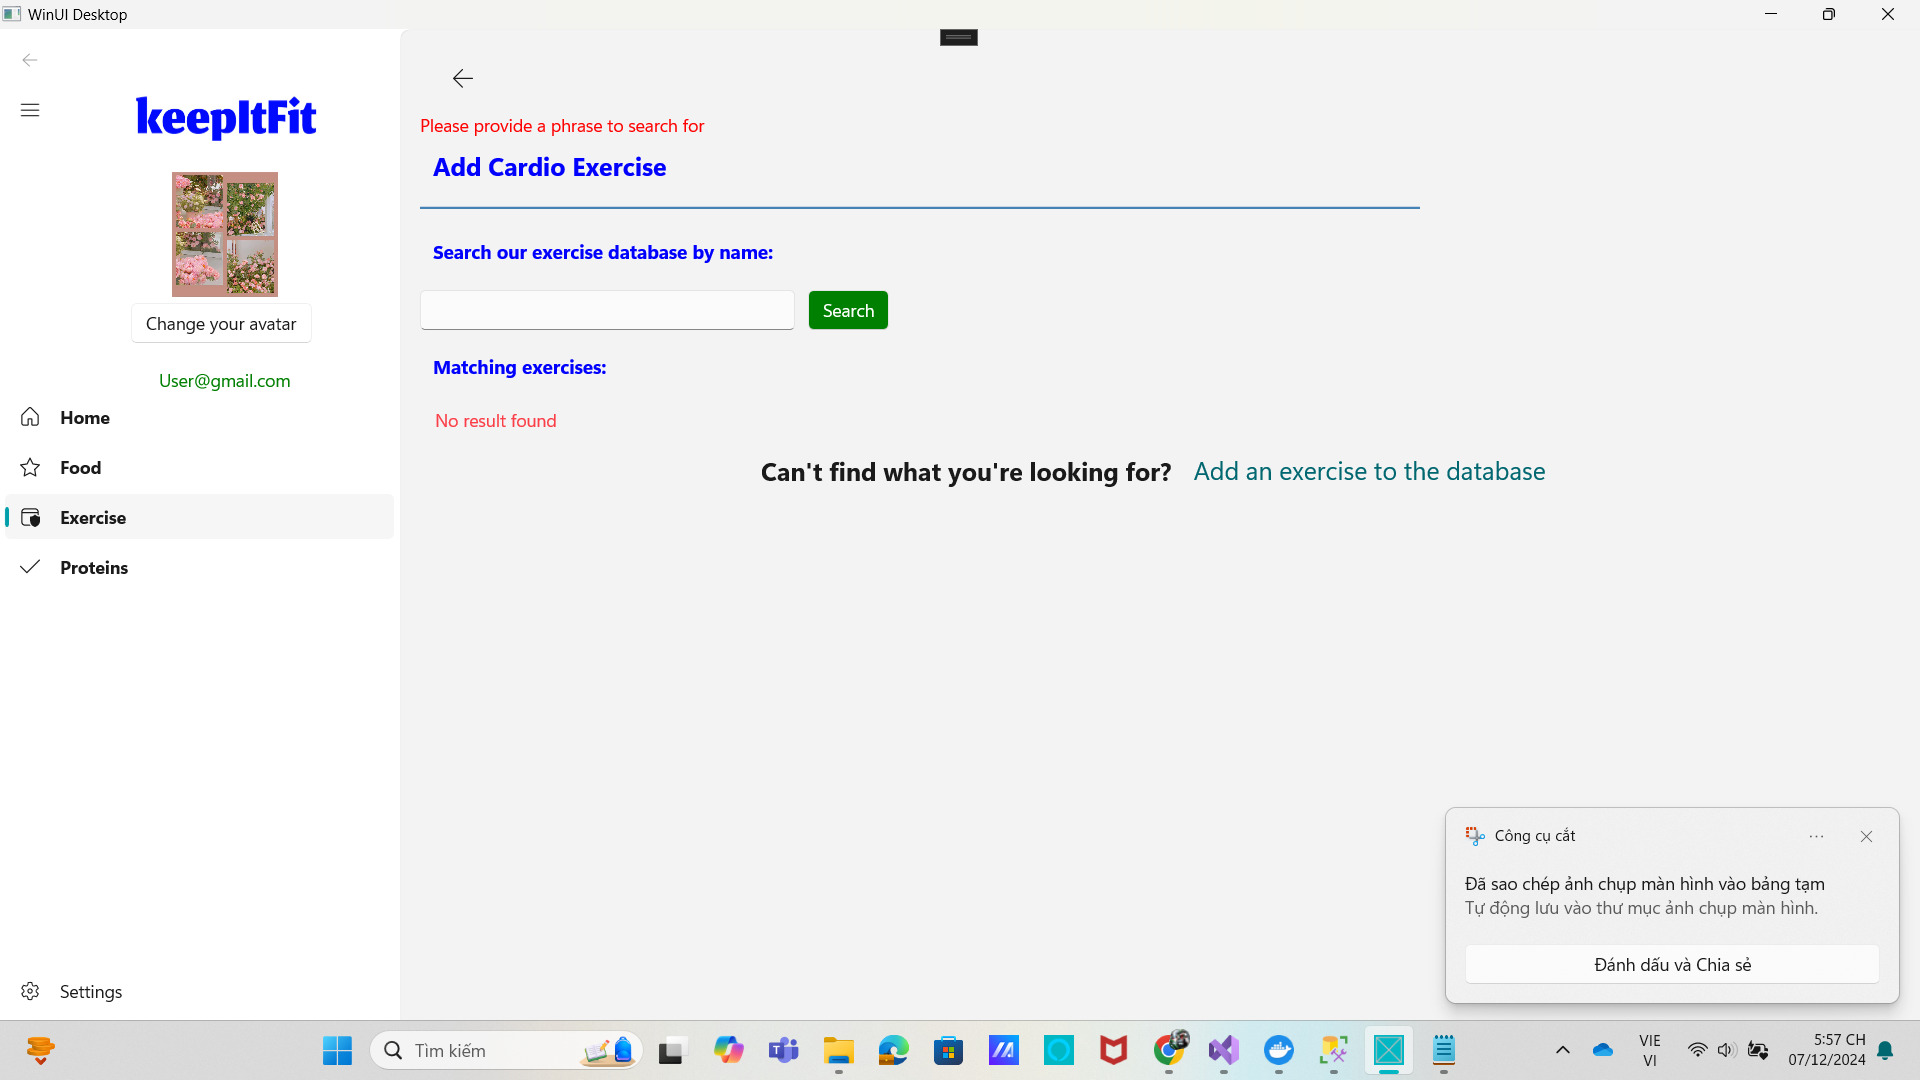 WinUI Desktop
keepItFit
Change your avatar
User@gmail.com
Home
Food
Exercise
Proteins
Settings
Please provide a phrase to search for
Add Cardio Exercise
Search our exercise database by name:
Search
Matching exercises:
No result found
Can't find what you're looking for? Add an exercise to the database
Công cụ cắt
Đã sao chép ảnh chụp màn hình vào bảng tạm
Tự động lưu vào thư mục ảnh chụp màn hình.
Đánh dấu và Chia sẻ
Tìm kiếm
VIE
VI
5:57 CH
07/12/2024